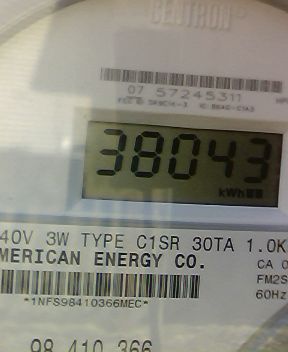 CENTRON
07 57245311
38043
kWh
40V 3W TYPE C1SR 30TA 1.0K
MERICAN ENERGY CO.
CA 0
FM2S
60Hz
*1NFS98410366MEC*
98 410 366